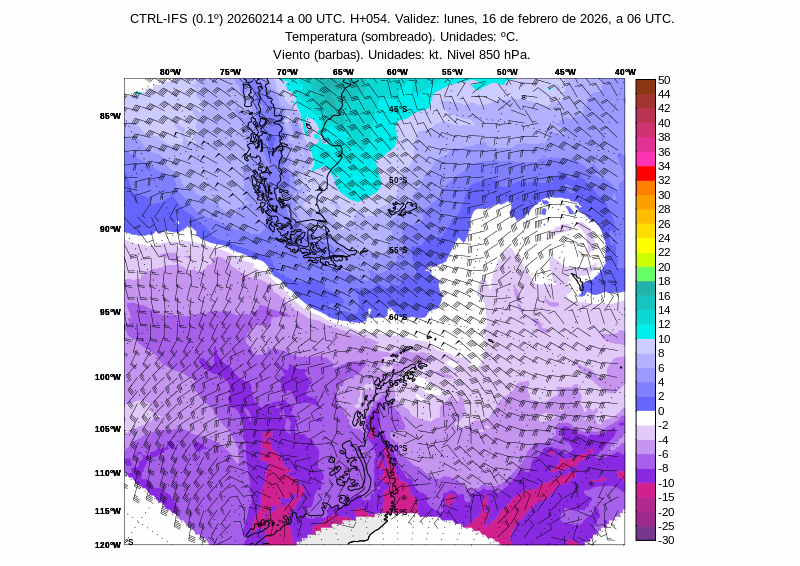 CTRL-IFS (0.1º) 20260214 a 00 UTC. H+054. Validez: lunes, 16 de febrero de 2026, a 06 UTC.
Temperatura (sombreado). Unidades: ºC.
Viento (barbas). Unidades: kt. Nivel 850 hPa.
80°W 75°W 70°W 65°W 60°W 55°W 50°W 45°W 40°W
50
44
45°S
42
85°W
40
38
36
34
50°S
32
30
28
26
90°W
24
55°S
22
20
18
16
95°W
14
60°S
12
10
8
6
100°W
4
65°S
2
0
-2
105°W
-4
70°S
-6
110°W
-8
-10
-15
115°W
75°S
-20
-25
120°W
°S
-30